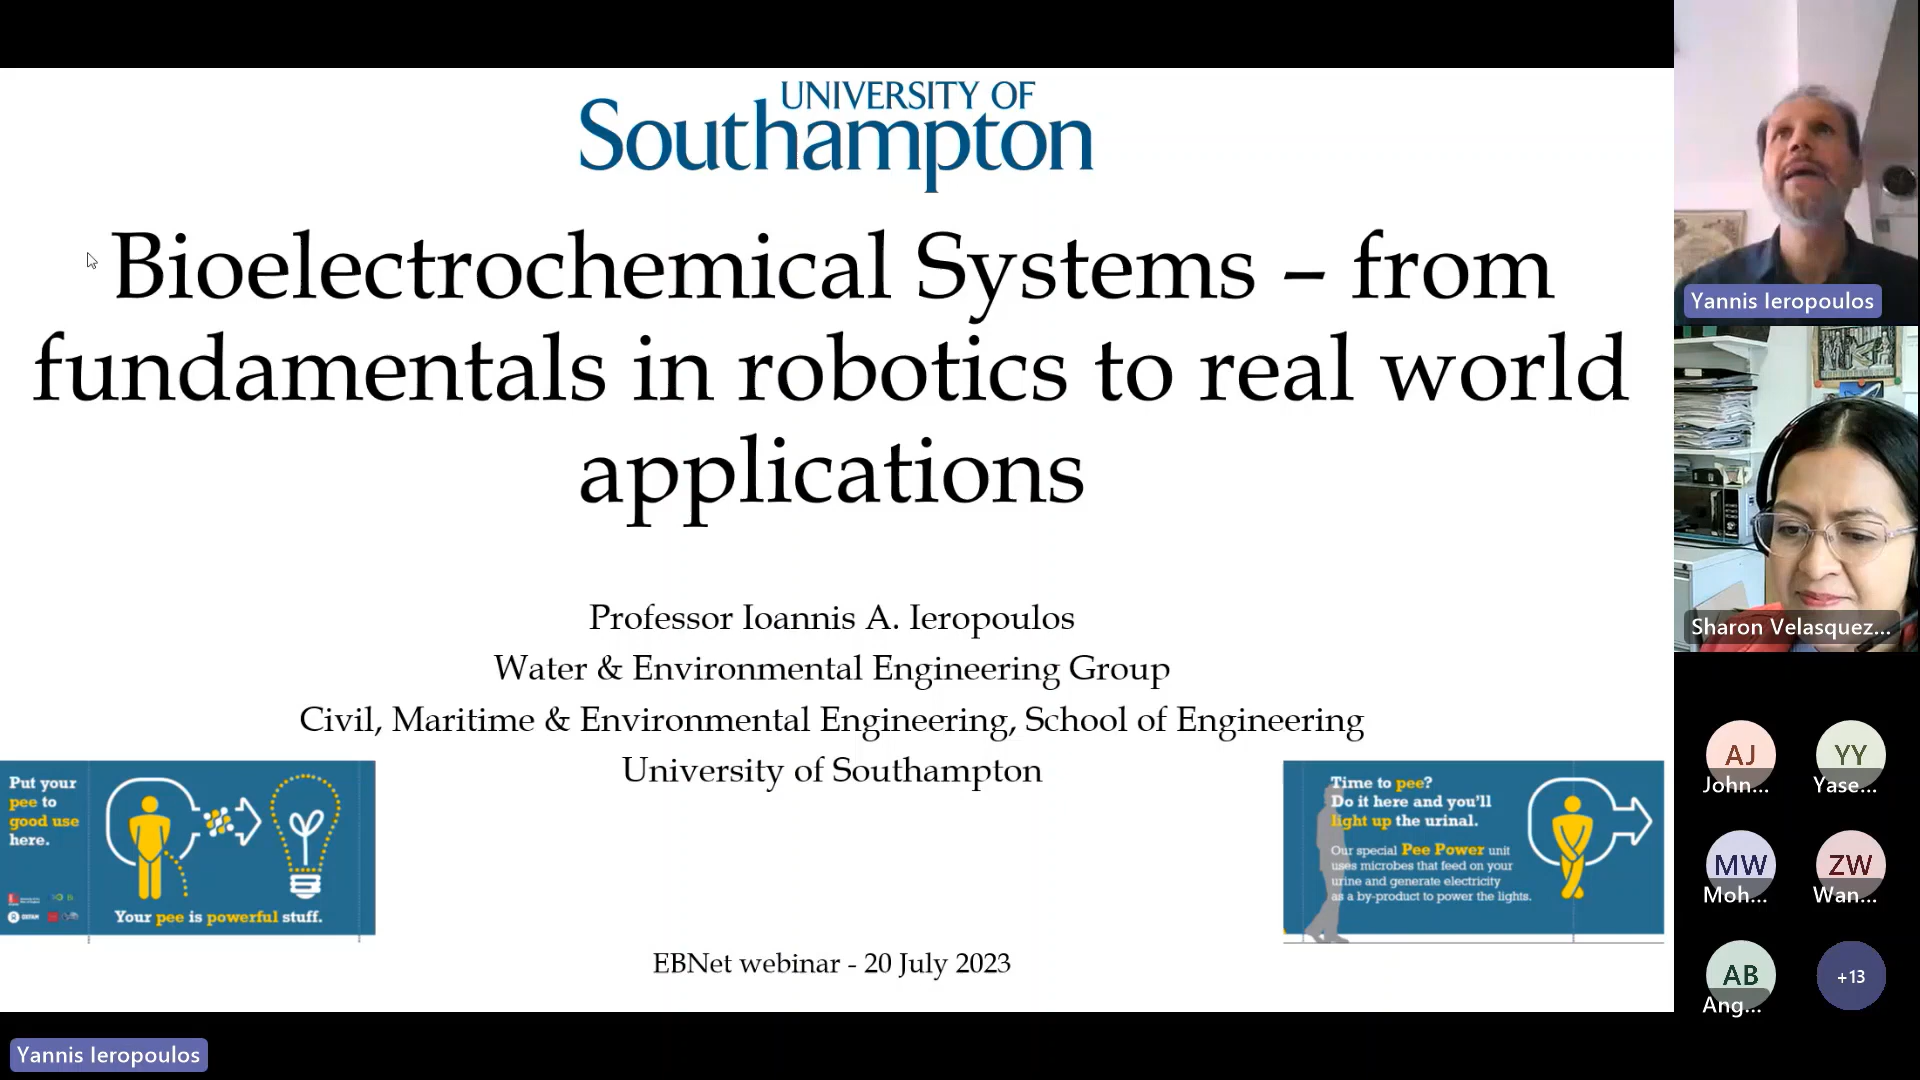 UNIVERSITY OF
Southampton
Bioelectrochemical Systems – from
fundamentals in robotics to real world
applications
Professor Ioannis A. Ieropoulos
Water & Environmental Engineering Group
Civil, Maritime & Environmental Engineering, School of Engineering
University of Southampton
Put your
pee to
good use
here.
OXFAM
Your pee is powerful stuff.
Time to pee?
Do it here and you'll
light up the urinal.
Our special Pee Power unit
uses microbes that feed on your
urine and generate electricity
as a by-product to power the lights.
EBNet webinar - 20 July 2023
Yannis Ieropoulos
Yannis Ieropoulos
Sharon Velasquez...
AJ
John...
YY
Yase...
MW
Moh...
ZW
Wan...
AB
Ang...
+13